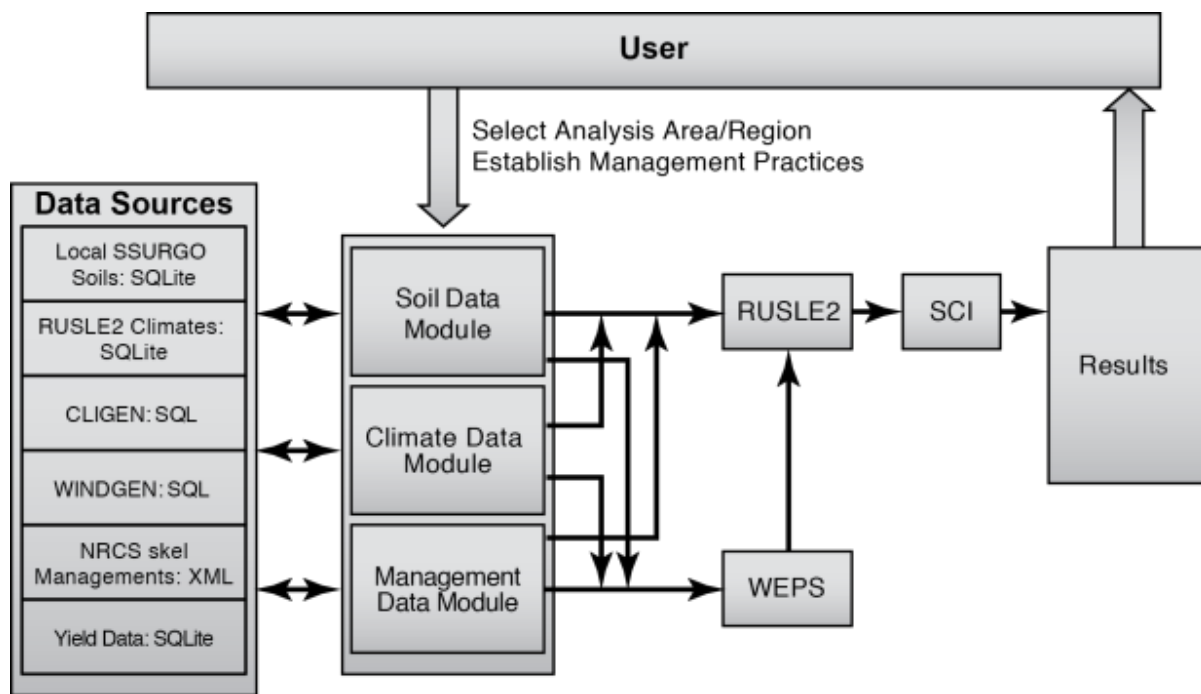 User
Select Analysis Area/Region
Establish Management Practices
Data Sources
Local SSURGO
Soils: SQLite
RUSLE2 Climates:
SQLite
CLIGEN: SQL
WINDGEN: SQL
NRCS skel
Managements: XML
Yield Data: SQLite
Soil Data
Module
Climate Data
Module
Management
Data Module
RUSLE2
SCI
WEPS
Results